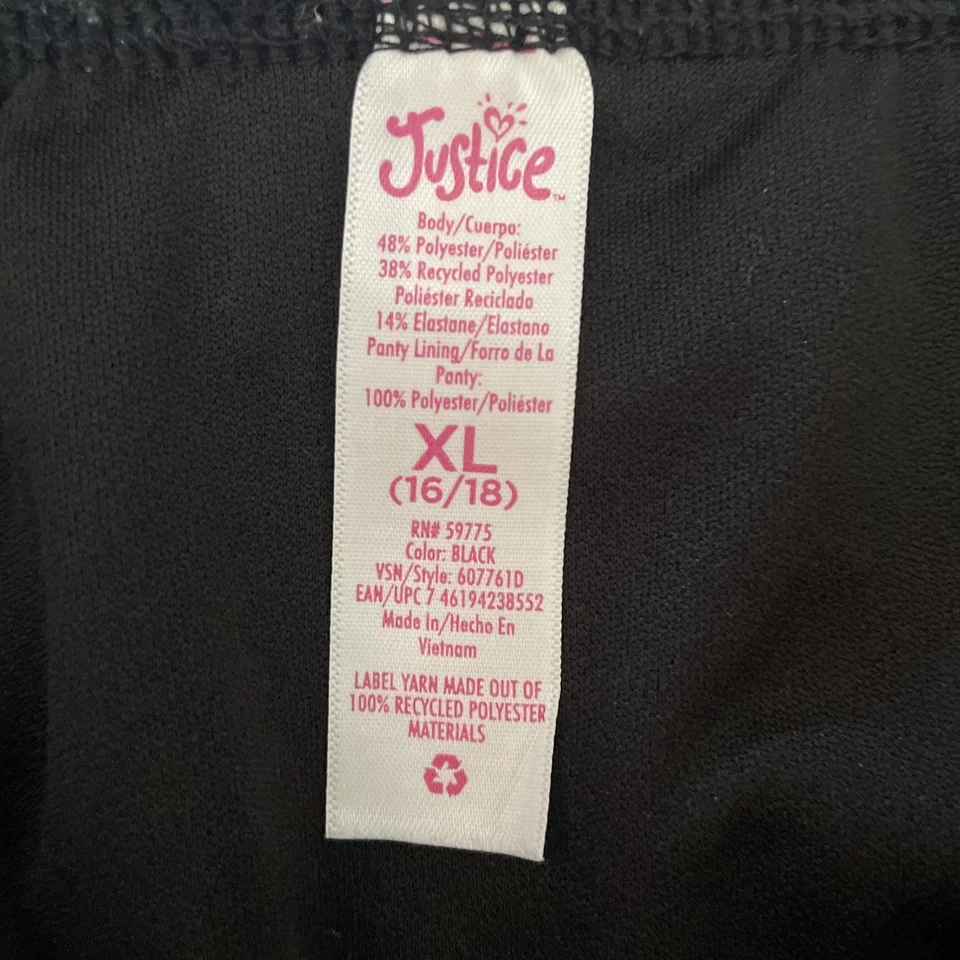 Justice™
Body/Cuerpo:
48% Polyester/Poliéster
38% Recycled Polyester
Poliéster Reciclado
14% Elastane/Elastano
Panty Lining/Forro de La
Panty:
100% Polyester/Poliéster
XL
(16/18)
RN# 59775
Color: BLACK
VSN/Style: 607761D
EAN/UPC 7 46194238552
Made In/Hecho En
Vietnam
LABEL YARN MADE OUT OF
100% RECYCLED POLYESTER
MATERIALS